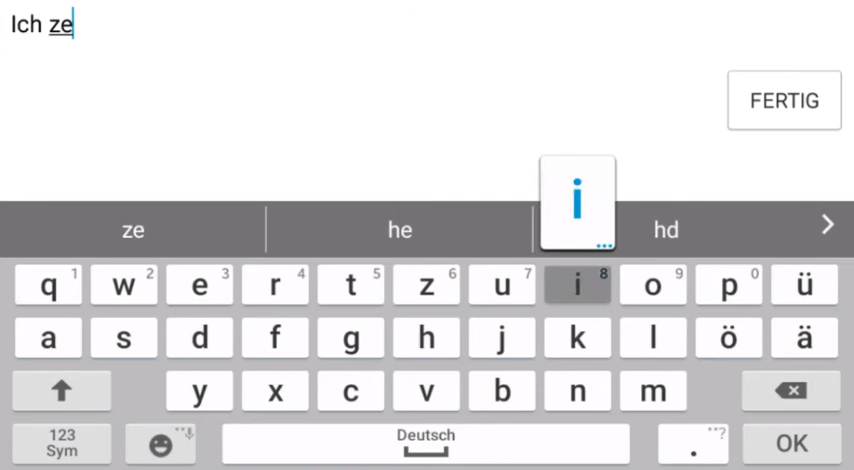 Ich ze
FERTIG
i
ze he hd
q 1 w 2 e 3 r 4 t 5 z 6 u 7 i 8 o 9 p 0 ü
a s d f g h j k l ö ä
y x c v b n m
123
Sym
Deutsch
. ?
OK